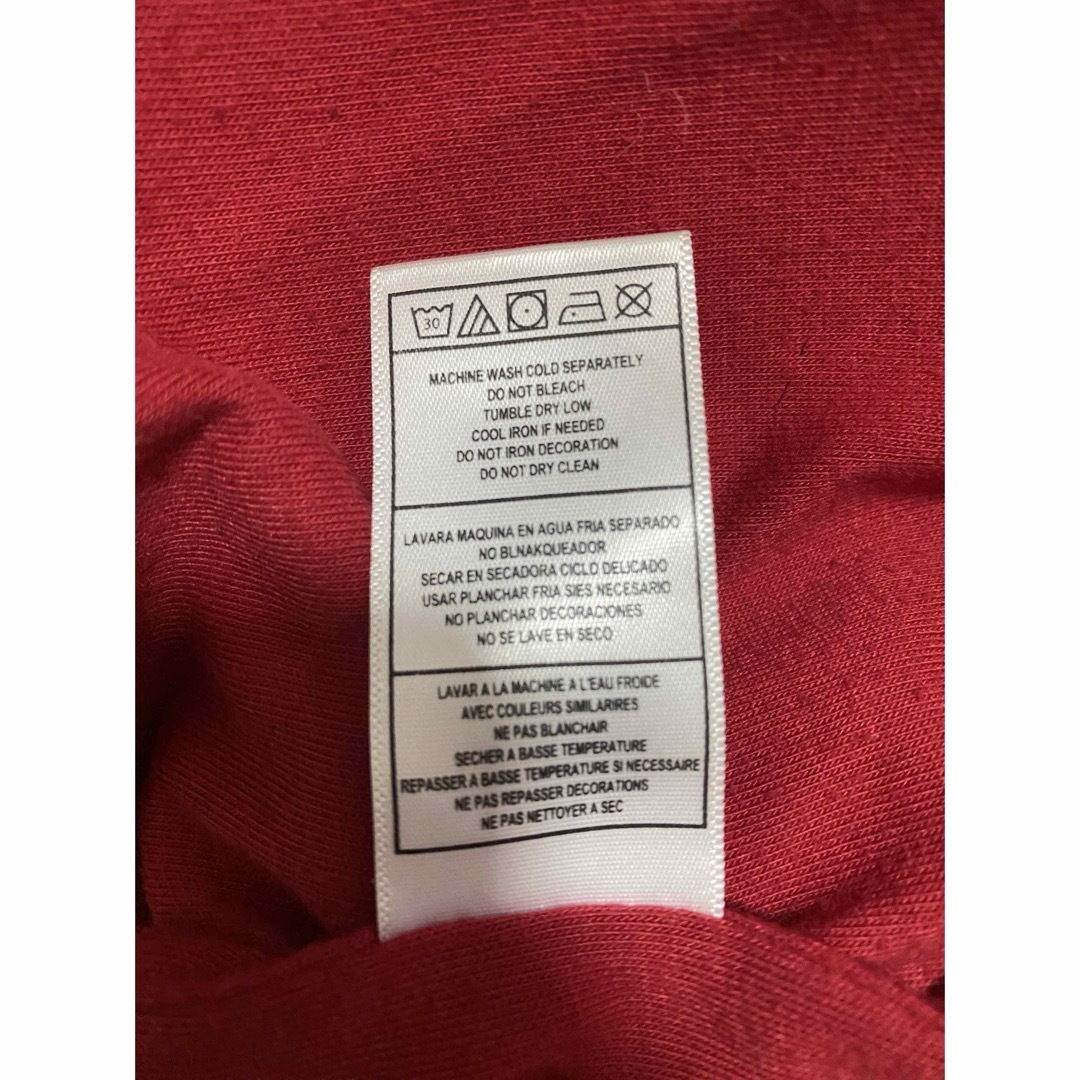 30
MACHINE WASH COLD SEPARATELY
DO NOT BLEACH
TUMBLE DRY LOW
COOL IRON IF NEEDED
DO NOT IRON DECORATION
DO NOT DRY CLEAN
LAVARA MAQUINA EN AGUA FRIA SEPARADO
NO BLNAKQUEADOR
SECAR EN SECADORA CICLO DELICADO
USAR PLANCHAR FRIA SIES NECESARIO
NO PLANCHAR DECORACIONES
NO SE LAVE EN SECO
LAVAR A LA MACHINE A L'EAU FROIDE
AVEC COULEURS SIMILARIRES
NE PAS BLANCHAIR
SECHER A BASSE TEMPERATURE
REPASSER A BASSE TEMPERATURE SI NECESSAIRE
NE PAS REPASSER DECORATIONS
NE PAS NETTOYER A SEC